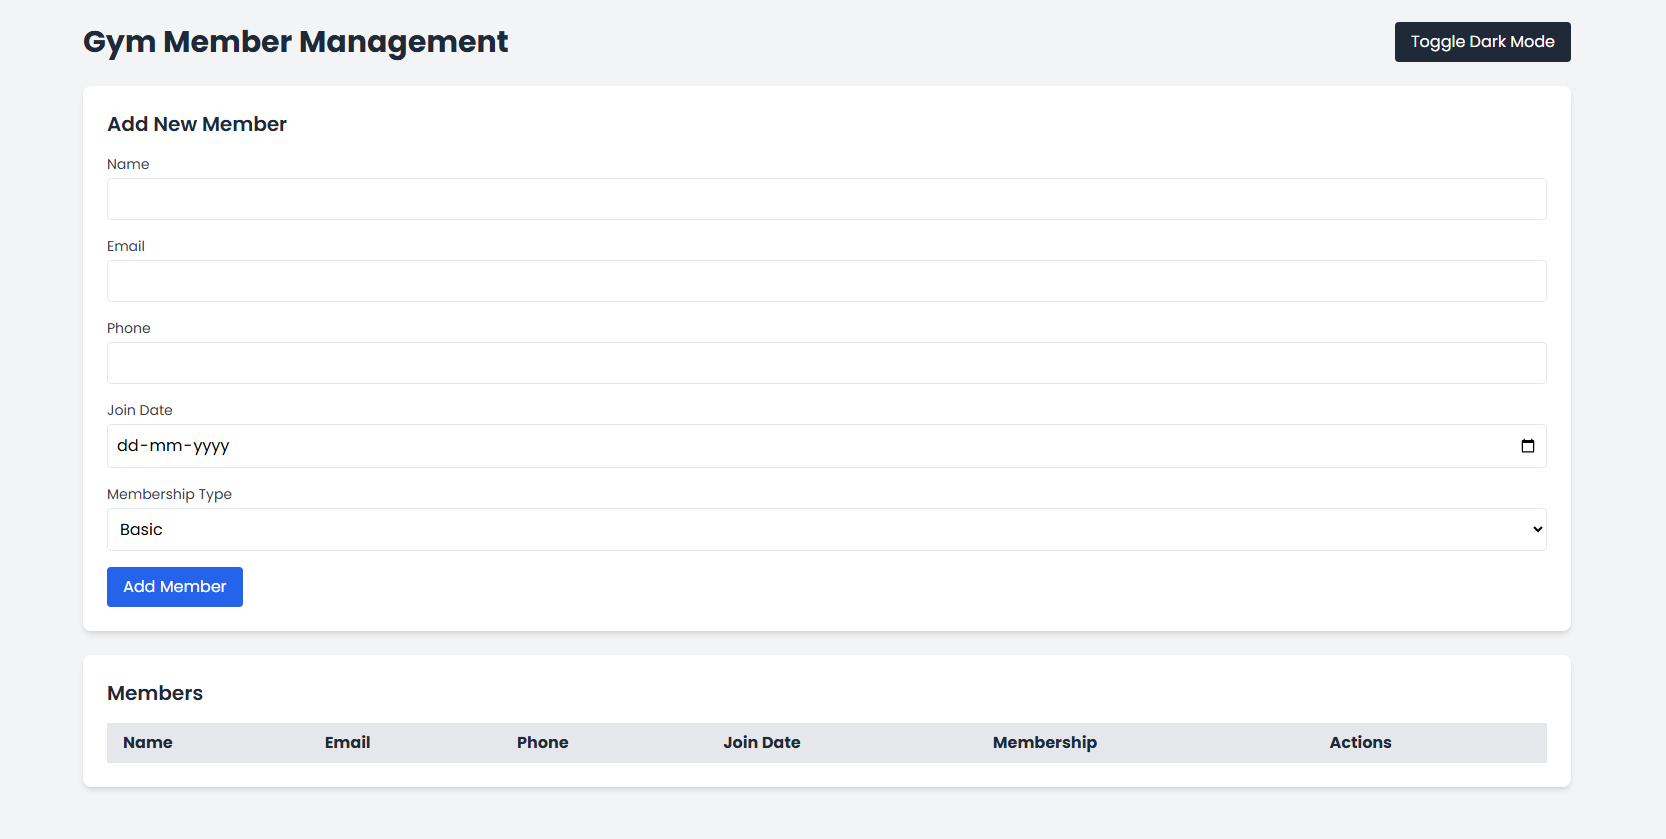 Gym Member Management
Toggle Dark Mode
Add New Member
Name
Email
Phone
Join Date
dd-mm-yyyy
Membership Type
Basic
Add Member
Members
Name Email Phone Join Date Membership Actions